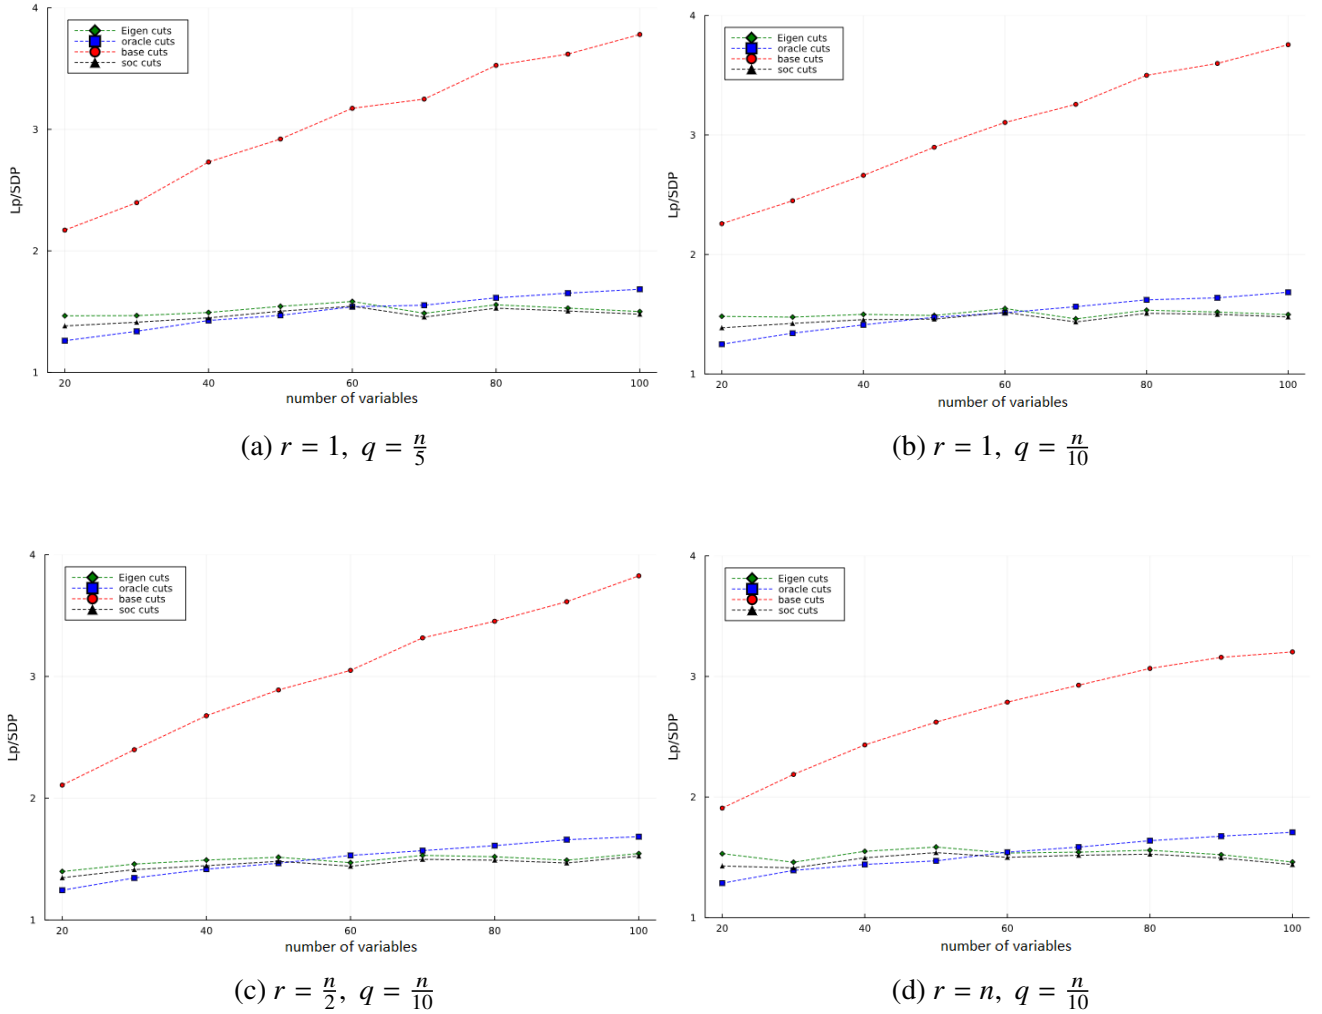 4
3
2
1
Lp/SDP
Eigen cuts
oracle cuts
base cuts
soc cuts
20 40 60 80 100
number of variables
(a) r = 1, q = n/5
4
3
2
1
Lp/SDP
Eigen cuts
oracle cuts
base cuts
soc cuts
20 40 60 80 100
number of variables
(b) r = 1, q = n/10
4
3
2
1
Lp/SDP
Eigen cuts
oracle cuts
base cuts
soc cuts
20 40 60 80 100
number of variables
(c) r = n/2, q = n/10
4
3
2
1
Lp/SDP
Eigen cuts
oracle cuts
base cuts
soc cuts
20 40 60 80 100
number of variables
(d) r = n, q = n/10